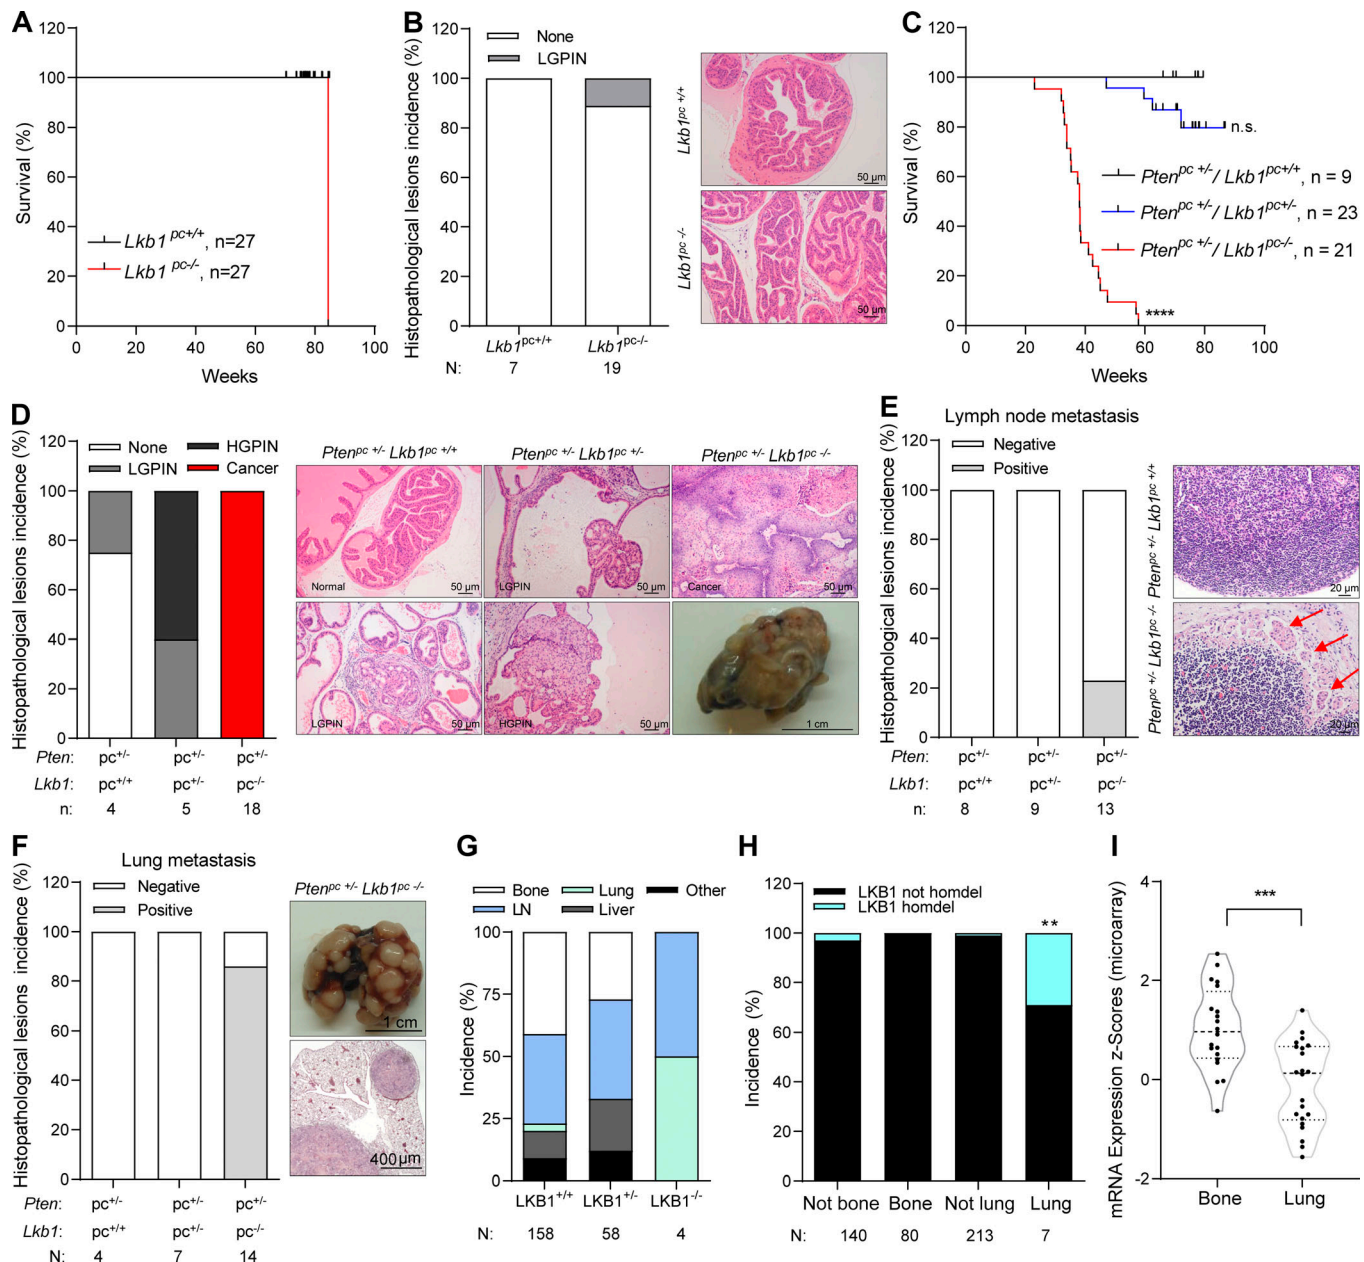 A
Survival (%)
120
100
80
60
40
20
0
Lkb1 pc+/+, n=27
Lkb1 pc-/-, n=27
0 20 40 60 80 100
Weeks
B
Histopathological lesions incidence (%)
None
LGPIN
120
100
80
60
40
20
0
Lkb1pc+/+ Lkb1pc-/-
N: 7 19
Lkb1pc +/+
50 µm
Lkb1pc -/-
50 µm
C
Survival (%)
120
100
80
60
40
20
0
n.s.
Ptenpc +/-/ Lkb1pc+/+, n = 9
Ptenpc +/-/ Lkb1pc+/-, n = 23
Ptenpc +/-/ Lkb1pc-/-, n = 21
****
0 20 40 60 80 100
Weeks
D
Histopathological lesions incidence (%)
None HGPIN
LGPIN Cancer
120
100
80
60
40
20
0
Pten: pc+/- pc+/- pc+/-
Lkb1: pc+/+ pc+/- pc-/-
n: 4 5 18
Ptenpc +/- Lkb1pc +/+ Ptenpc +/- Lkb1pc +/- Ptenpc +/- Lkb1pc -/-
Normal 50 µm LGPIN 50 µm Cancer 50 µm
LGPIN 50 µm HGPIN 50 µm 1 cm
E
Lymph node metastasis
Histopathological lesions incidence (%)
Negative
Positive
120
100
80
60
40
20
0
Pten: pc+/- pc+/- pc+/-
Lkb1: pc+/+ pc+/- pc-/-
n: 8 9 13
Ptenpc +/- Lkb1pc +/+
20 µm
Ptenpc +/- Lkb1pc -/-
20 µm
F
Lung metastasis
Histopathological lesions incidence (%)
Negative
Positive
120
100
80
60
40
20
0
Pten: pc+/- pc+/- pc+/-
Lkb1: pc+/+ pc+/- pc-/-
N: 4 7 14
Ptenpc +/- Lkb1pc -/-
1 cm
400µm
G
Incidence (%)
Bone Lung Other
LN Liver
100
75
50
25
0
LKB1+/+ LKB1+/- LKB1-/-
N: 158 58 4
H
Incidence (%)
LKB1 not homdel
LKB1 homdel
120
100
80
60
40
20
0
**
Not bone Bone Not lung Lung
N: 140 80 213 7
I
mRNA Expression z-Scores (microarray)
4
2
0
-2
***
Bone Lung